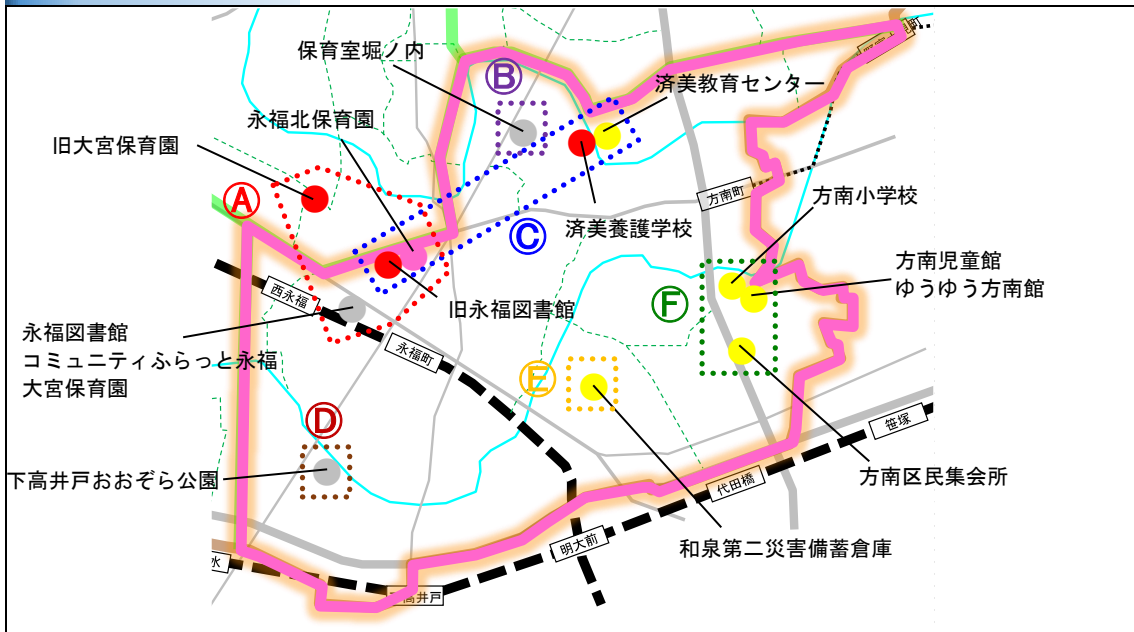 保育室堀ノ内
Ⓑ
済美教育センター
永福北保育園
旧大宮保育園
Ⓐ
方南町
方南小学校
Ⓒ
済美養護学校
方南児童館
ゆうゆう方南館
西永福
旧永福図書館
Ⓕ
永福図書館
コミュニティふらっと永福
大宮保育園
永福町
Ⓔ
Ⓓ
笹塚
下高井戸おおぞら公園
方南区民集会所
代田橋
和泉第二災害備蓄倉庫
明大前
水
高井戸